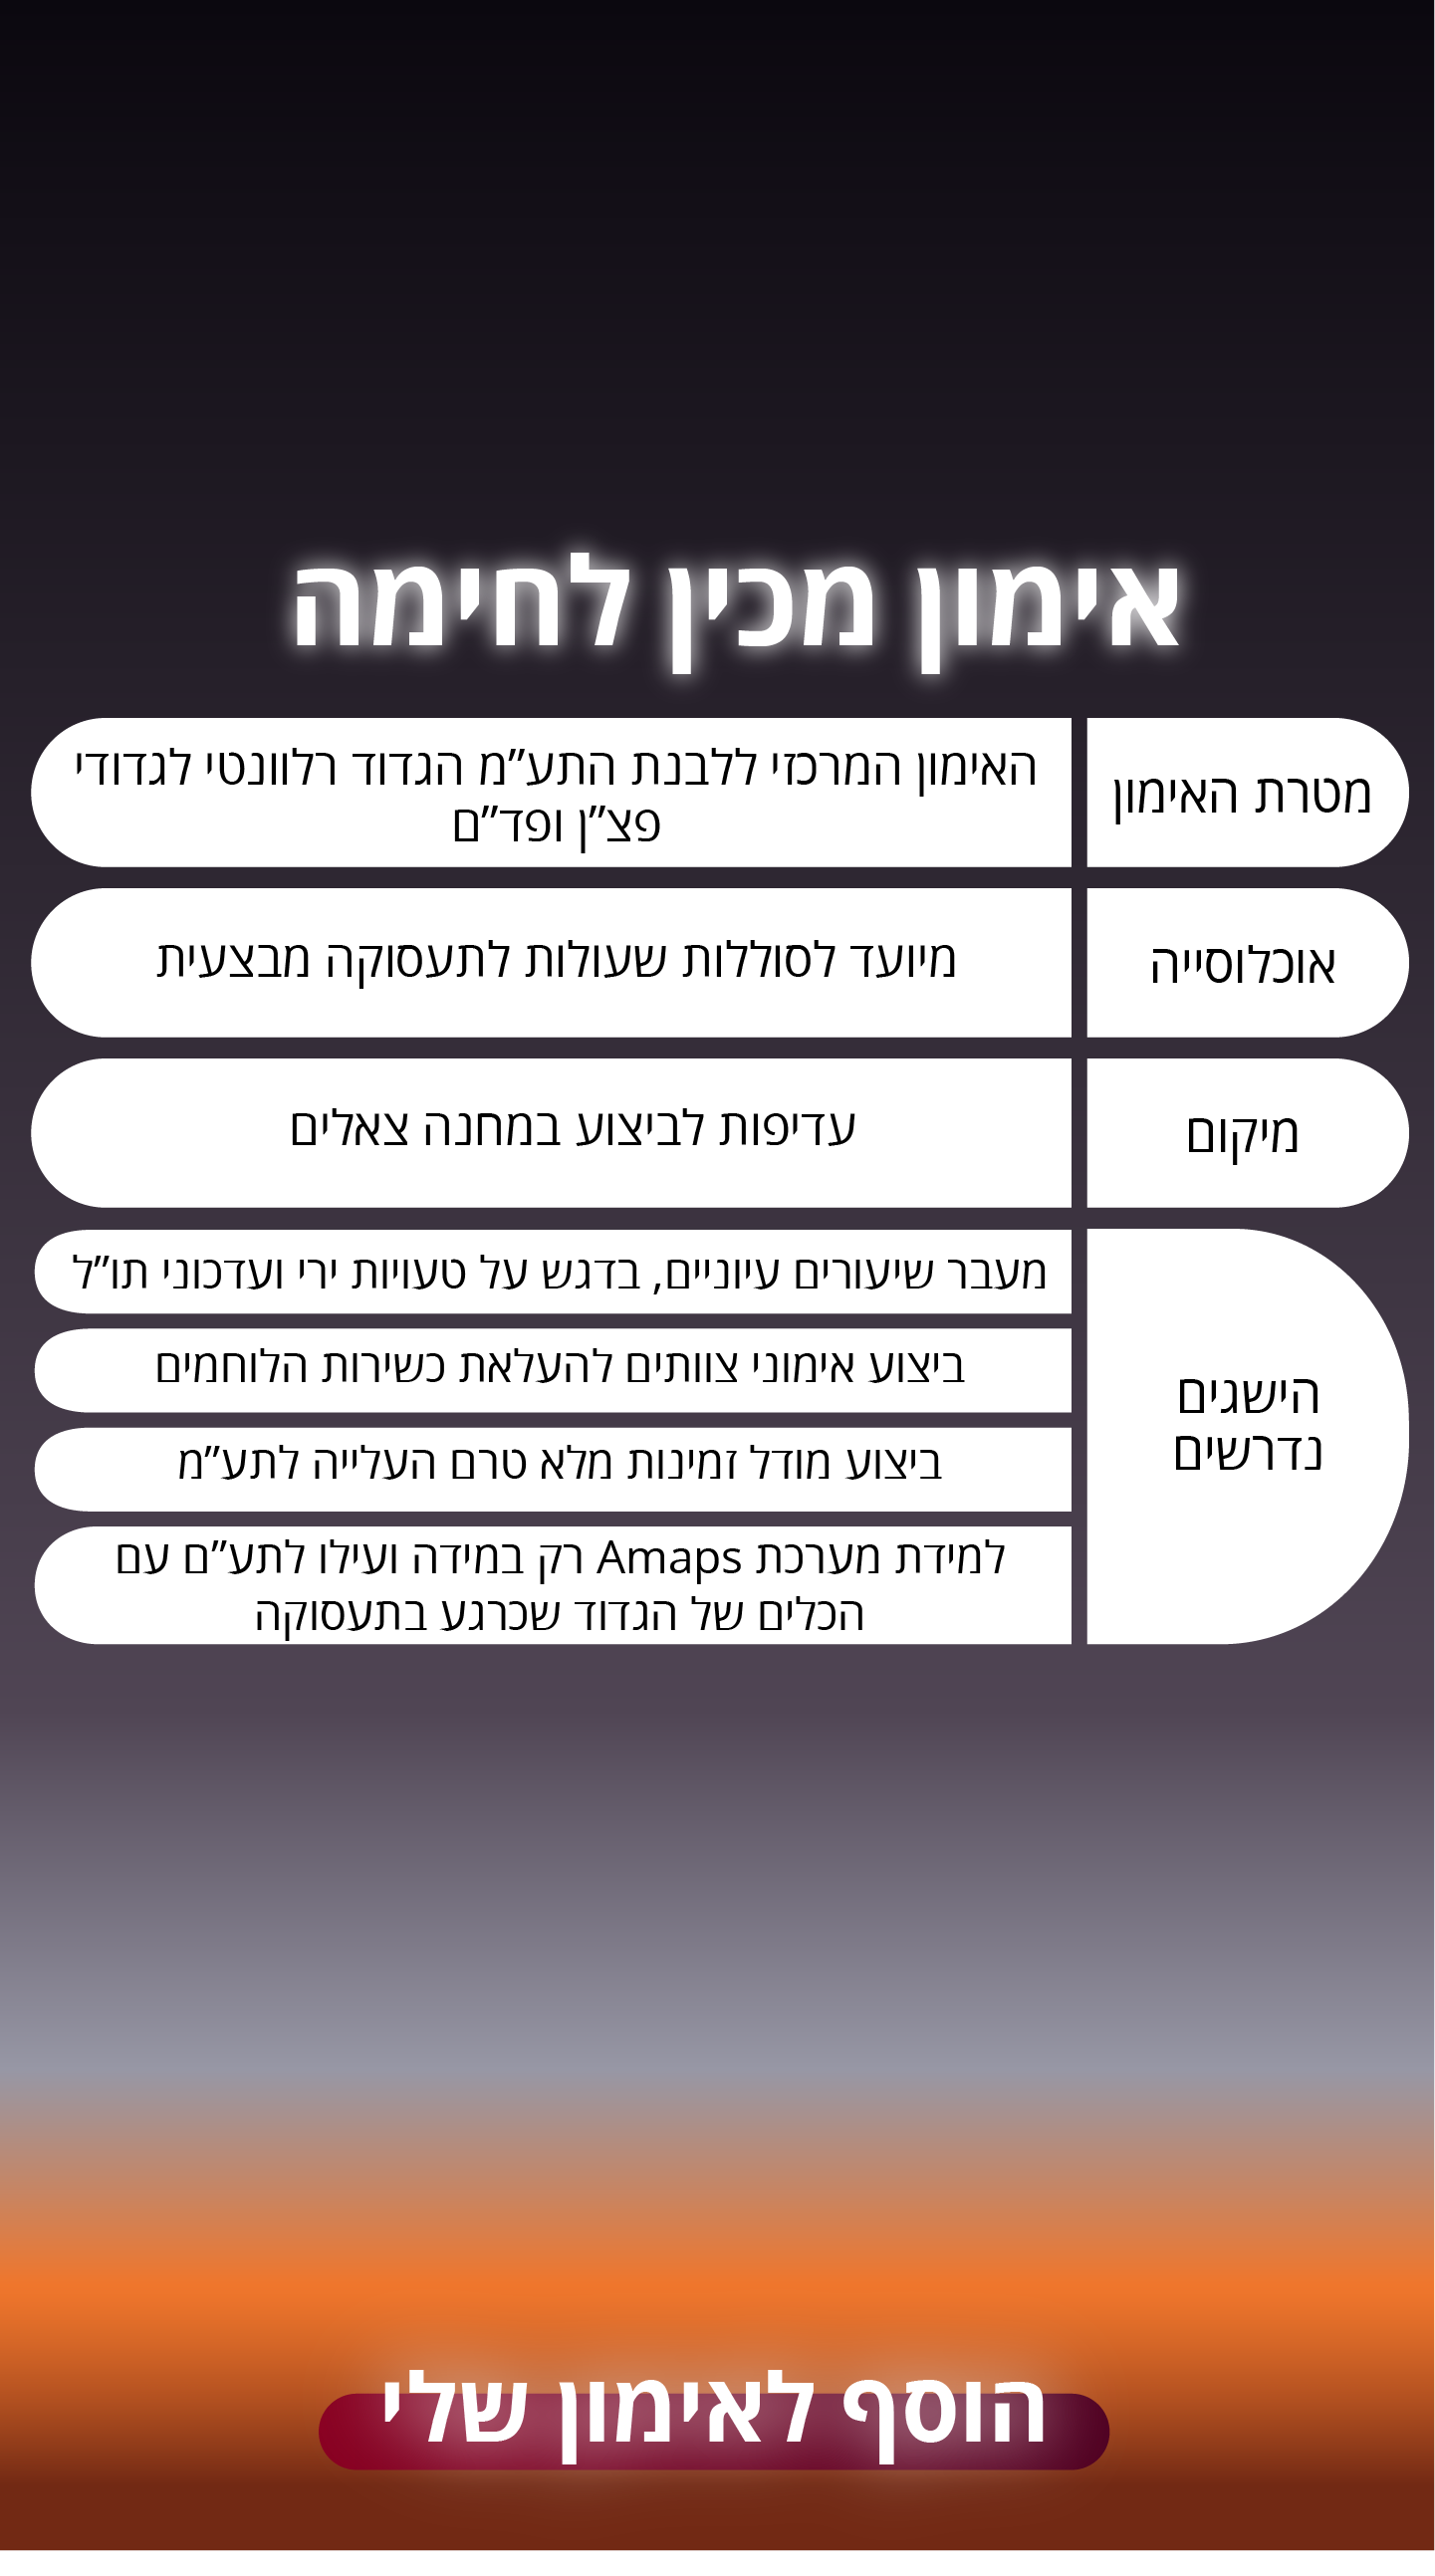 אימון מכין לחימה
מטרת האימון
האימון המרכזי ללבנת התע”מ הגדוד רלוונטי לגדודי
פצ”ן ופד”ם
אוכלוסייה
מיועד לסוללות שעולות לתעסוקה מבצעית
מיקום
עדיפות לביצוע במחנה צאלים
הישגים
נדרשים
מעבר שיעורים עיוניים, בדגש על טעויות ירי ועדכוני תו”ל
ביצוע אימוני צוותים להעלאת כשירות הלוחמים
ביצוע מודל זמינות מלא טרם העלייה לתע”מ
למידת מערכת Amaps רק במידה ועילו לתע”ם עם
הכלים של הגדוד שכרגע בתעסוקה
הוסף לאימון שלי